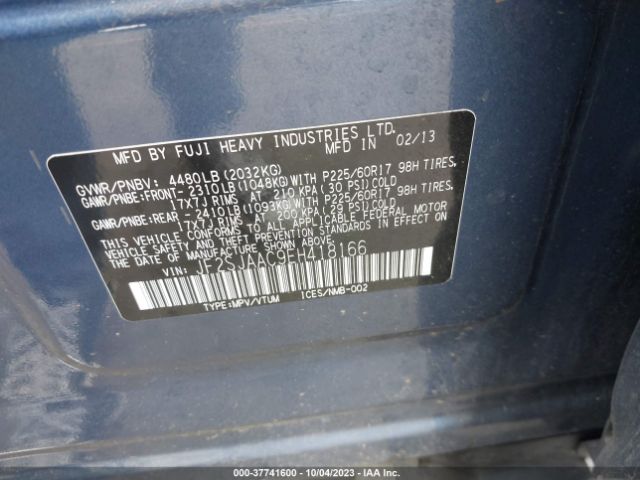 MFD BY FUJI HEAVY INDUSTRIES LTD.
MFD IN 02/13
GVWR/PNBV: 4480LB (2032KG)
GAWR/PNBE:FRONT- 2310LB (1048KG) WITH P225/60R17 98H TIRES,
17X7J RIMS AT 210 KPA (30 PSI) COLD
GAWR/PNBE:REAR - 2410LB (1093KG) WITH P225/60R17 98H TIRES,
17X7J RIMS AT 200 KPA (29 PSI) COLD
THIS VEHICLE CONFORMS TO ALL APPLICABLE FEDERAL MOTOR
VEHICLE SAFETY AND THEFT PREVENTION STANDARDS IN EFFECT ON
THE DATE OF MANUFACTURE SHOWN ABOVE.
VIN: JF2SJAAC9EH418166
TYPE:MPV/VTUM ICES/NMB-002
000-37741600 - 10/04/2023 - IAA Inc.